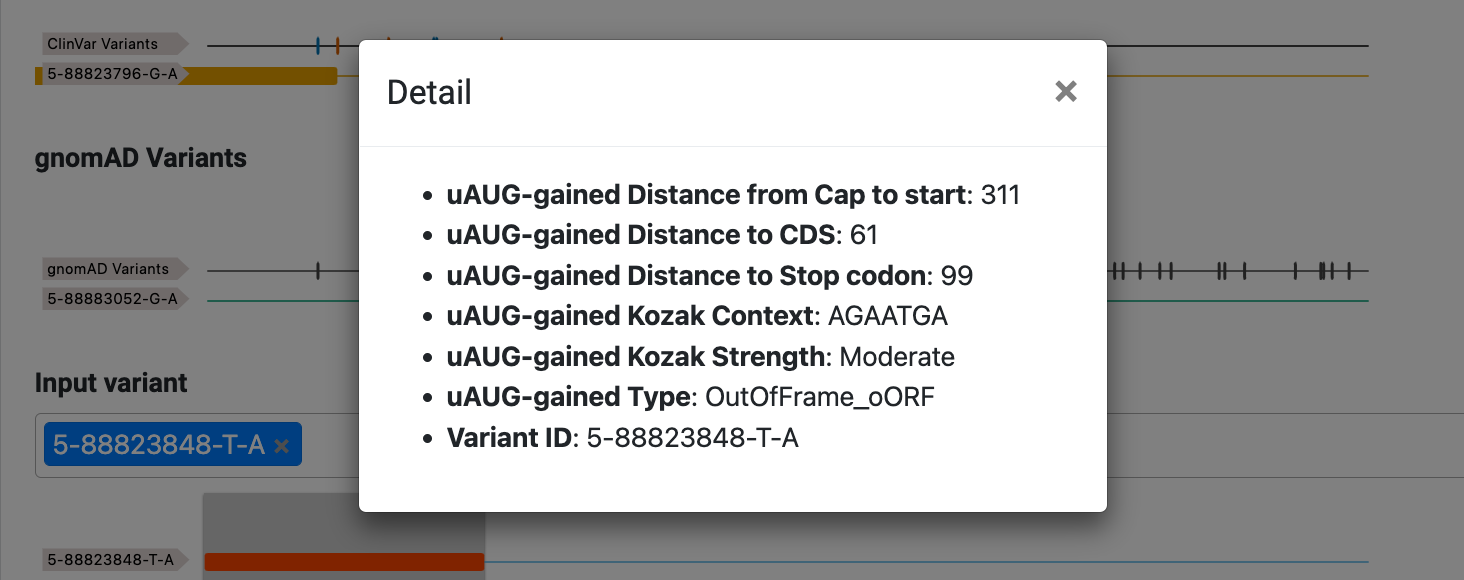 ClinVar Variants
5-88823796-G-A
Detail
×
gnomAD Variants
• uAUG-gained Distance from Cap to start: 311
• uAUG-gained Distance to CDS: 61
• uAUG-gained Distance to Stop codon: 99
gnomAD Variants
5-88883052-G-A
• uAUG-gained Kozak Context: AGAATGA
• uAUG-gained Kozak Strength: Moderate
Input variant
• uAUG-gained Type: OutOfFrame_oORF
• Variant ID: 5-88823848-T-A
5-88823848-T-A ×
5-88823848-T-A